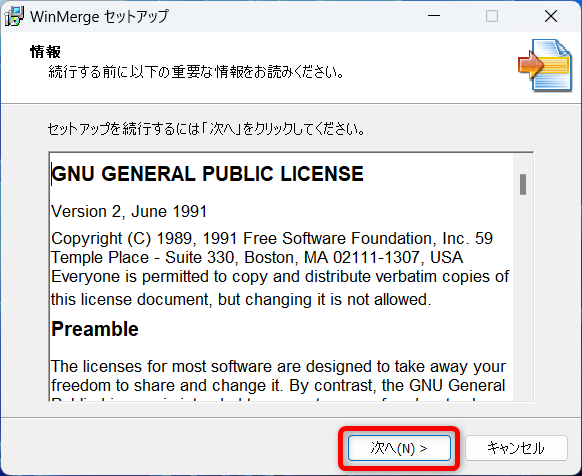 WinMerge セットアップ
情報
続行する前に以下の重要な情報をお読みください。
セットアップを続行するには「次へ」をクリックしてください。
GNU GENERAL PUBLIC LICENSE
Version 2, June 1991
Copyright (C) 1989, 1991 Free Software Foundation, Inc. 59
Temple Place - Suite 330, Boston, MA 02111-1307, USA
Everyone is permitted to copy and distribute verbatim copies of
this license document, but changing it is not allowed.
Preamble
The licenses for most software are designed to take away your
freedom to share and change it. By contrast, the GNU General
次へ(N) >
キャンセル